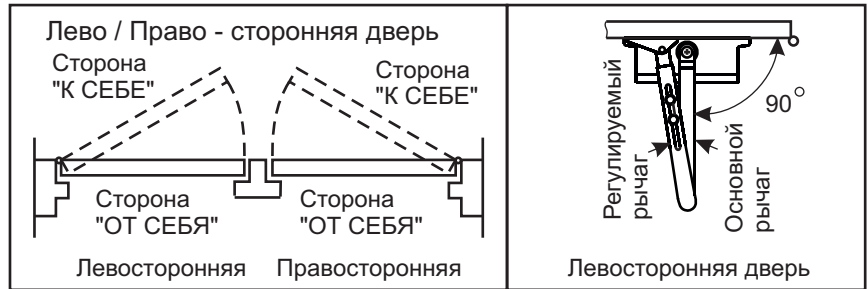 Лево / Право - сторонняя дверь
Сторона
"К СЕБЕ"
Сторона
"К СЕБЕ"
Сторона
"ОТ СЕБЯ"
Сторона
"ОТ СЕБЯ"
Левосторонняя
Правосторонняя
Регулируемый
рычаг
Основной
рычаг
90°
Левосторонняя дверь